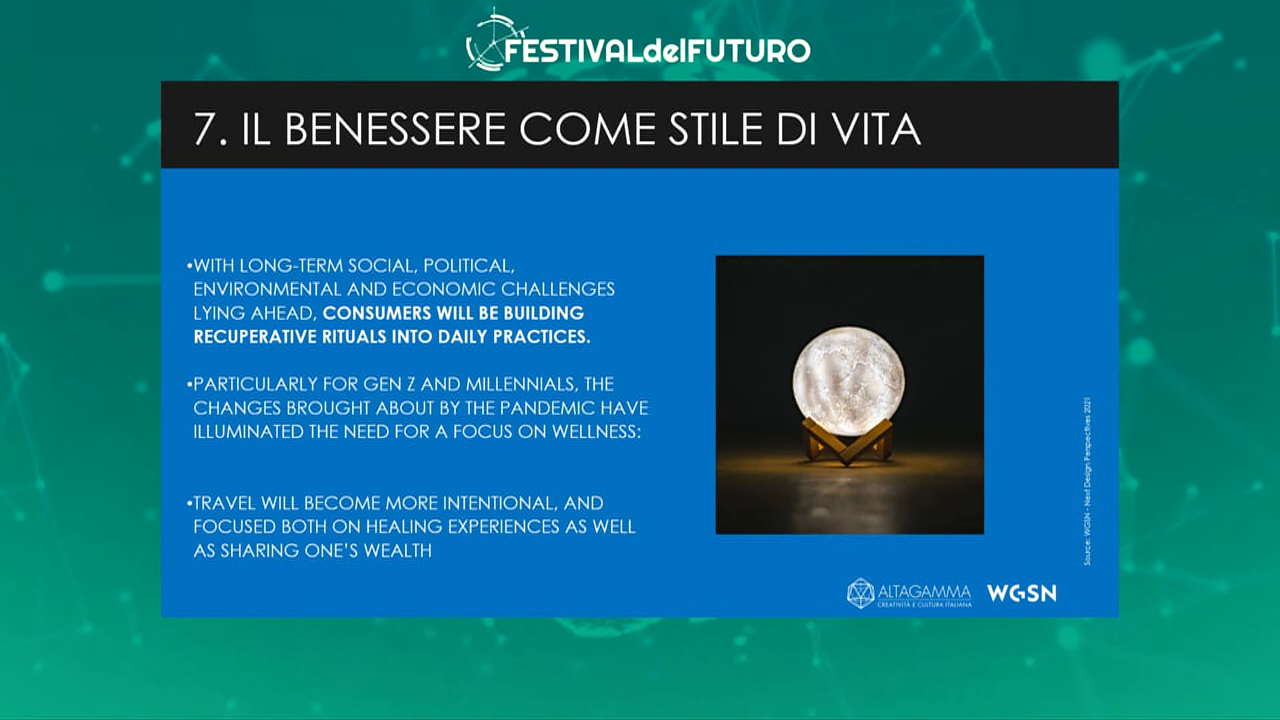 FESTIVALdelFUTURO
7. IL BENESSERE COME STILE DI VITA
•WITH LONG-TERM SOCIAL, POLITICAL,
ENVIRONMENTAL AND ECONOMIC CHALLENGES
LYING AHEAD, CONSUMERS WILL BE BUILDING
RECUPERATIVE RITUALS INTO DAILY PRACTICES.
•PARTICULARLY FOR GEN Z AND MILLENNIALS, THE
CHANGES BROUGHT ABOUT BY THE PANDEMIC HAVE
ILLUMINATED THE NEED FOR A FOCUS ON WELLNESS:
•TRAVEL WILL BECOME MORE INTENTIONAL, AND
FOCUSED BOTH ON HEALING EXPERIENCES AS WELL
AS SHARING ONE'S WEALTH
Source: WGSN - Next Design Perspectives 2021
ALTAGAMMA
CREATIVITÀ E CULTURA ITALIANA
WGSN